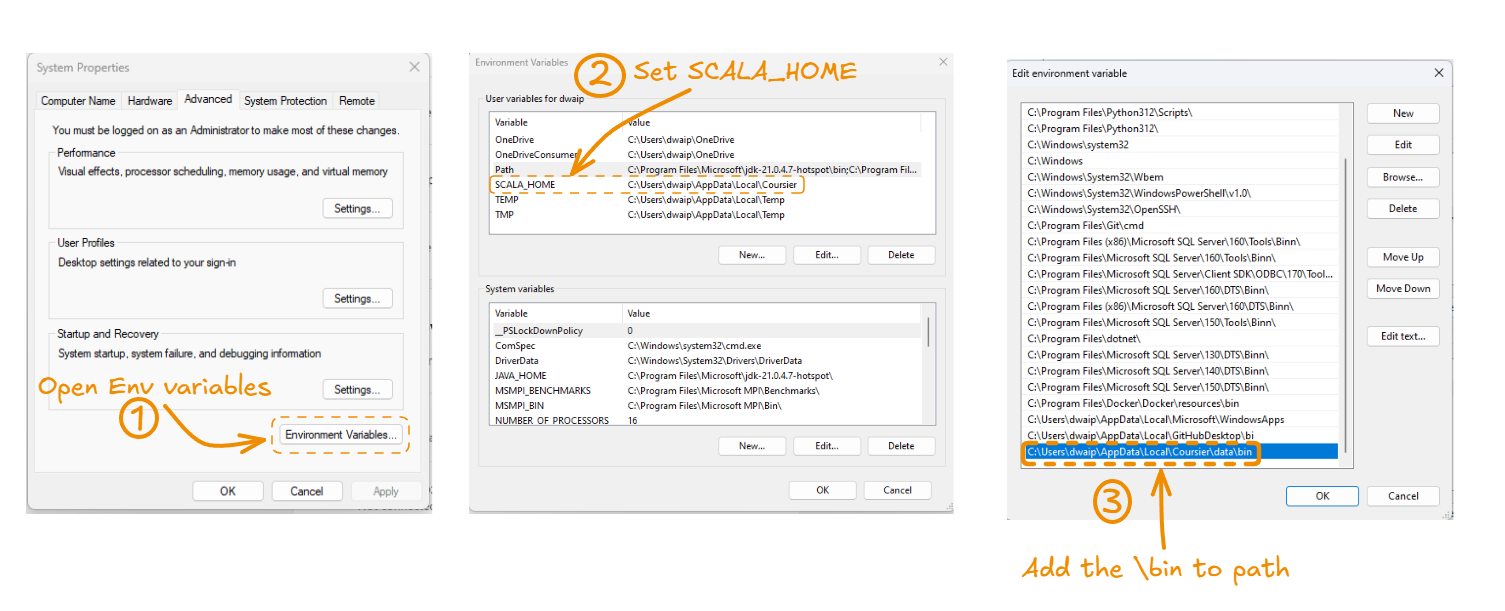 System Properties
Computer Name Hardware Advanced System Protection Remote
You must be logged on as an Administrator to make most of these changes.
Performance
Visual effects, processor scheduling, memory usage, and virtual memory
Settings...
User Profiles
Desktop settings related to your sign-in
Settings...
Startup and Recovery
System startup, system failure, and debugging information
Settings...
Open Env variables
1
Environment Variables...
OK Cancel Apply
Environment Variables
2 Set SCALA_HOME
User variables for dwaip
Variable Value
OneDrive C:\Users\dwaip\OneDrive
OneDriveConsumer C:\Users\dwaip\OneDrive
Path C:\Program Files\Microsoft\jdk-21.0.4.7-hotspot\bin;C:\Program Fil...
SCALA_HOME C:\Users\dwaip\AppData\Local\Coursier
TEMP C:\Users\dwaip\AppData\Local\Temp
TMP C:\Users\dwaip\AppData\Local\Temp
New... Edit... Delete
System variables
Variable Value
__PSLockDownPolicy 0
ComSpec C:\Windows\system32\cmd.exe
DriverData C:\Windows\System32\Drivers\DriverData
JAVA_HOME C:\Program Files\Microsoft\jdk-21.0.4.7-hotspot\
MSMPI_BENCHMARKS C:\Program Files\Microsoft MPI\Benchmarks\
MSMPI_BIN C:\Program Files\Microsoft MPI\Bin\
NUMBER OF PROCESSORS 16
New... Edit... Delete
OK Cancel
Edit environment variable
C:\Program Files\Python312\Scripts\
C:\Program Files\Python312\
C:\Windows\system32
C:\Windows
C:\Windows\System32\Wbem
C:\Windows\System32\WindowsPowerShell\v1.0\
C:\Windows\System32\OpenSSH\
C:\Program Files\Git\cmd
C:\Program Files (x86)\Microsoft SQL Server\160\Tools\Binn\
C:\Program Files\Microsoft SQL Server\160\Tools\Binn\
C:\Program Files\Microsoft SQL Server\Client SDK\ODBC\170\Tool...
C:\Program Files\Microsoft SQL Server\160\DTS\Binn\
C:\Program Files (x86)\Microsoft SQL Server\160\DTS\Binn\
C:\Program Files\Microsoft SQL Server\150\Tools\Binn\
C:\Program Files\dotnet\
C:\Program Files\Microsoft SQL Server\130\DTS\Binn\
C:\Program Files\Microsoft SQL Server\140\DTS\Binn\
C:\Program Files\Microsoft SQL Server\150\DTS\Binn\
C:\Program Files\Docker\Docker\resources\bin
C:\Users\dwaip\AppData\Local\Microsoft\WindowsApps
C:\Users\dwaip\AppData\Local\GitHubDesktop\bi
C:\Users\dwaip\AppData\Local\Coursier\data\bin
New
Edit
Browse...
Delete
Move Up
Move Down
Edit text...
OK Cancel
3
Add the \bin to path